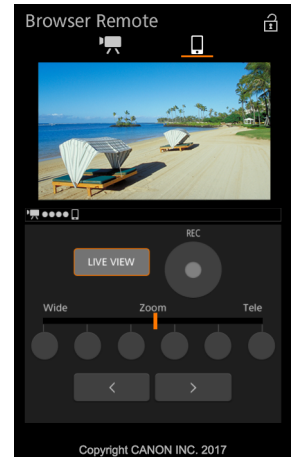 Browser Remote
REC
LIVE VIEW
Wide Zoom Tele
Copyright CANON INC. 2017